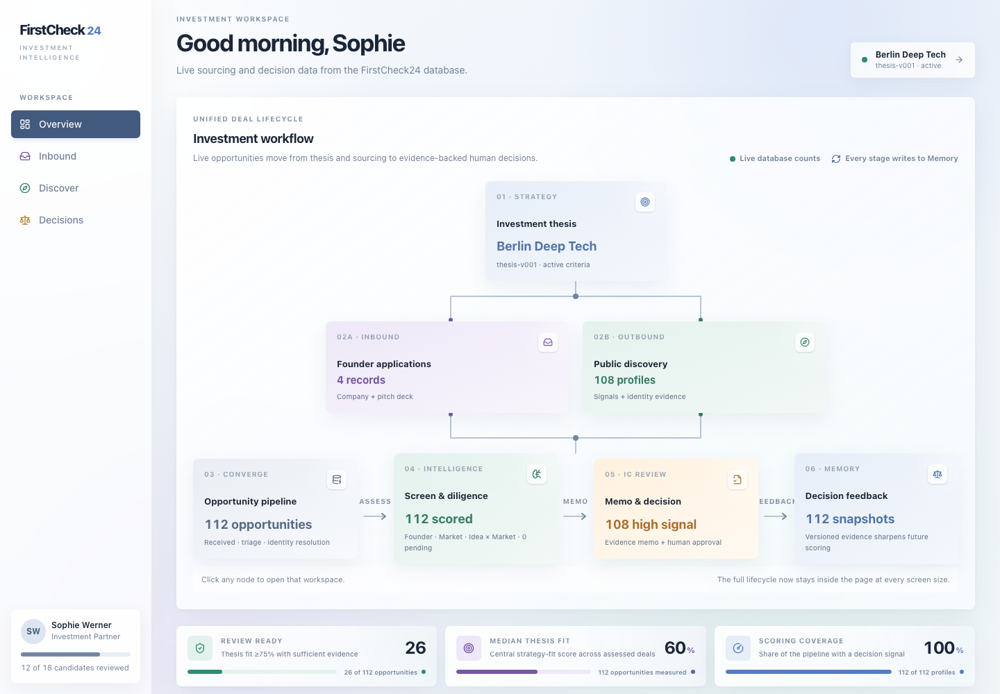 FirstCheck 24
INVESTMENT
INTELLIGENCE
WORKSPACE
Overview
Inbound
Discover
Decisions
SW
Sophie Werner
Investment Partner
12 of 18 candidates reviewed
INVESTMENT WORKSPACE
Good morning, Sophie
Live sourcing and decision data from the FirstCheck24 database.
Berlin Deep Tech
thesis-v001 · active
UNIFIED DEAL LIFECYCLE
Investment workflow
Live opportunities move from thesis and sourcing to evidence-backed human decisions.
Live database counts
Every stage writes to Memory
01 · STRATEGY
Investment thesis
Berlin Deep Tech
thesis-v001 · active criteria
02A · INBOUND
Founder applications
4 records
Company + pitch deck
02B · OUTBOUND
Public discovery
108 profiles
Signals + identity evidence
03 · CONVERGE
Opportunity pipeline
112 opportunities
Received · triage · identity resolution
ASSESS
04 · INTELLIGENCE
Screen & diligence
112 scored
Founder · Market · Idea × Market · 0
pending
MEMO
05 · IC REVIEW
Memo & decision
108 high signal
Evidence memo + human approval
EEDBACK
06 · MEMORY
Decision feedback
112 snapshots
Versioned evidence sharpens future
scoring
Click any node to open that workspace.
The full lifecycle now stays inside the page at every screen size.
REVIEW READY
Thesis fit ≥75% with sufficient evidence
26
26 of 112 opportunities
MEDIAN THESIS FIT
Central strategy-fit score across assessed deals
60%
112 opportunities measured
SCORING COVERAGE
Share of the pipeline with a decision signal
100%
112 of 112 profiles